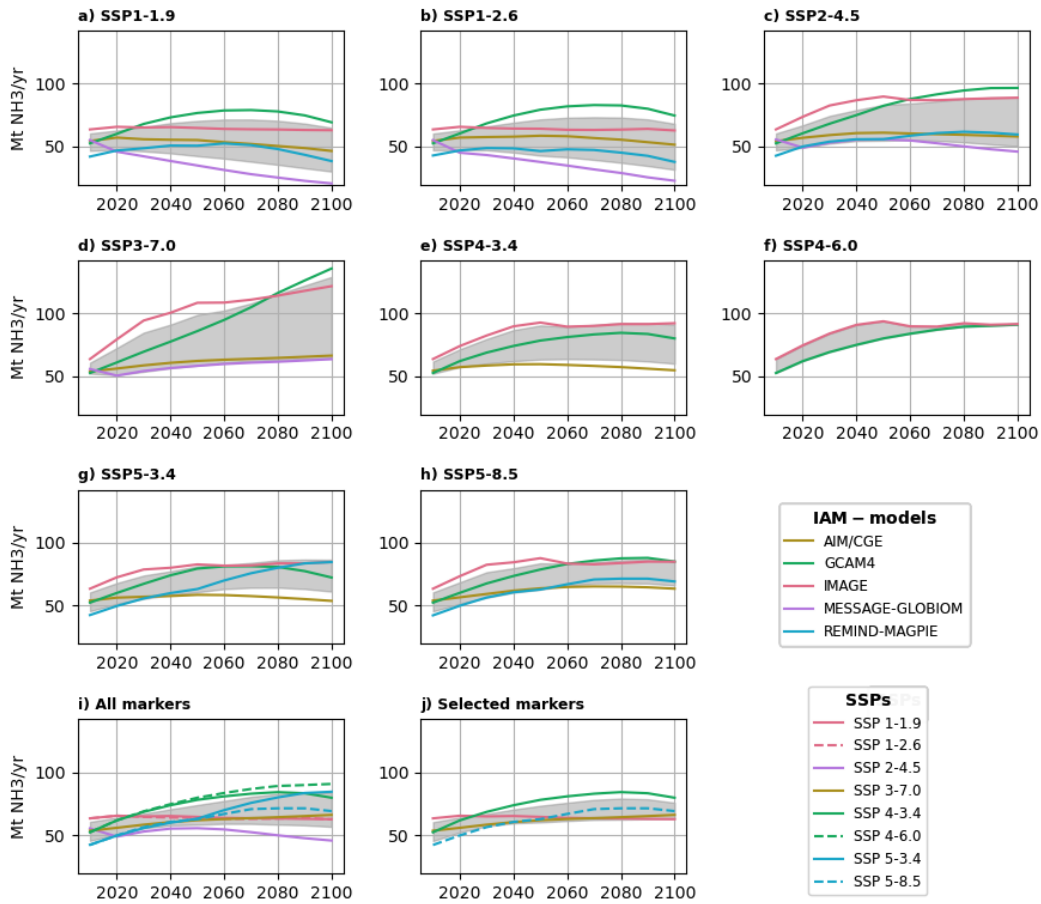 a) SSP1-1.9
b) SSP1-2.6
c) SSP2-4.5
Mt NH3/yr
100
50
2020 2040 2060 2080 2100
100
50
2020 2040 2060 2080 2100
100
50
2020 2040 2060 2080 2100
d) SSP3-7.0
e) SSP4-3.4
f) SSP4-6.0
Mt NH3/yr
100
50
2020 2040 2060 2080 2100
100
50
2020 2040 2060 2080 2100
100
50
2020 2040 2060 2080 2100
g) SSP5-3.4
h) SSP5-8.5
Mt NH3/yr
100
50
2020 2040 2060 2080 2100
100
50
2020 2040 2060 2080 2100
IAM – models
AIM/CGE
GCAM4
IMAGE
MESSAGE-GLOBIOM
REMIND-MAGPIE
i) All markers
j) Selected markers
Mt NH3/yr
100
50
2020 2040 2060 2080 2100
100
50
2020 2040 2060 2080 2100
SSPs
SSP 1-1.9
SSP 1-2.6
SSP 2-4.5
SSP 3-7.0
SSP 4-3.4
SSP 4-6.0
SSP 5-3.4
SSP 5-8.5